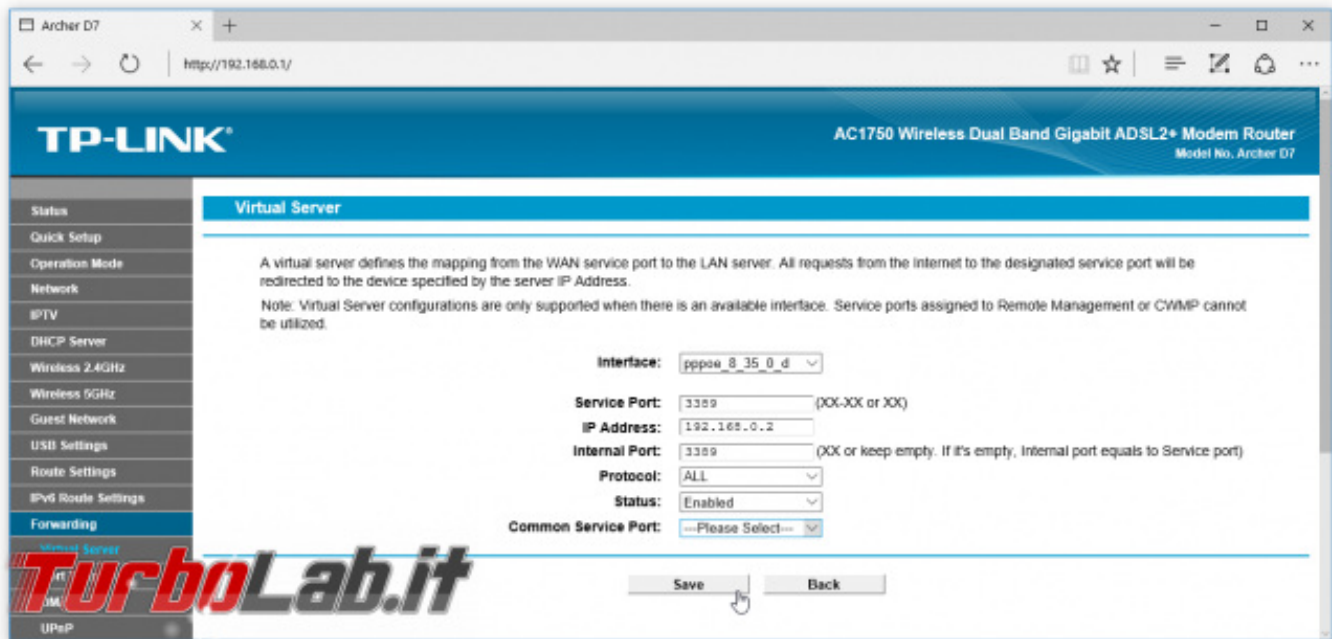 Archer D7
http://192.168.0.1/
TP-LINK®
AC1750 Wireless Dual Band Gigabit ADSL2+ Modem Router
Model No. Archer D7
Status
Quick Setup
Operation Mode
Network
IPTV
DHCP Server
Wireless 2.4GHz
Wireless 5GHz
Guest Network
USB Settings
Route Settings
IPv6 Route Settings
Forwarding
Virtual Server
UPnP
Virtual Server
A virtual server defines the mapping from the WAN service port to the LAN server. All requests from the Internet to the designated service port will be
redirected to the device specified by the server IP Address.
Note: Virtual Server configurations are only supported when there is an available interface. Service ports assigned to Remote Management or CWMP cannot
be utilized.
Interface: pppoe_8_35_0_d
Service Port: 3389 (XX-XX or XX)
IP Address: 192.168.0.2
Internal Port: 3389 (XX or keep empty. If it's empty, Internal port equals to Service port)
Protocol: ALL
Status: Enabled
Common Service Port: ---Please Select---
Save Back
TurboLab.it